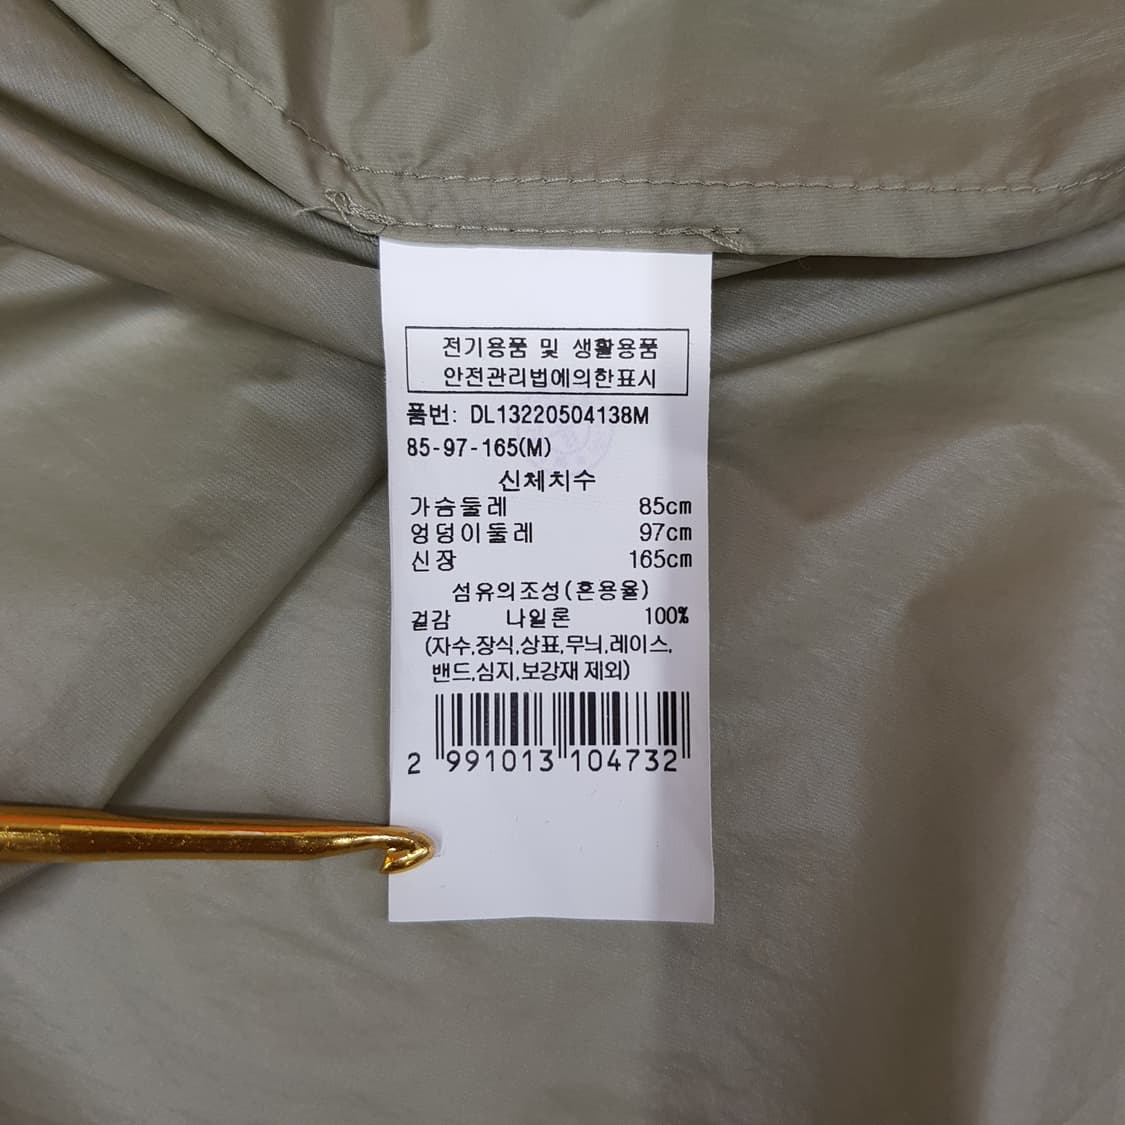 전기용품 및 생활용품
안전관리법에의한표시
품번: DL13220504138M
85-97-165(M)
신체치수
가슴둘레 85cm
엉덩이둘레 97cm
신장 165cm
섬유의조성(혼용율)
겉감 나일론 100%
(자수,장식,상표,무늬,레이스,
밴드,심지,보강재 제외)
2 991013 104732